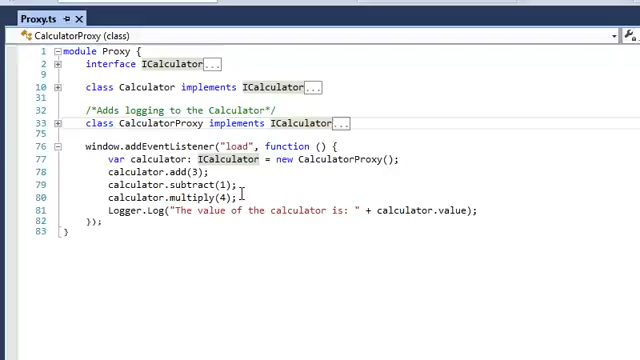 Proxy.ts
CalculatorProxy (class)
1 module Proxy {
2 interface ICalculator...
9
10 class Calculator implements ICalculator...
31
32 /*Adds logging to the Calculator*/
33 class CalculatorProxy implements ICalculator...
75
76 window.addEventListener("load", function () {
77 var calculator: ICalculator = new CalculatorProxy();
78 calculator.add(3);
79 calculator.subtract(1);
80 calculator.multiply(4);
81 Logger.Log("The value of the calculator is: " + calculator.value);
82 });
83 }